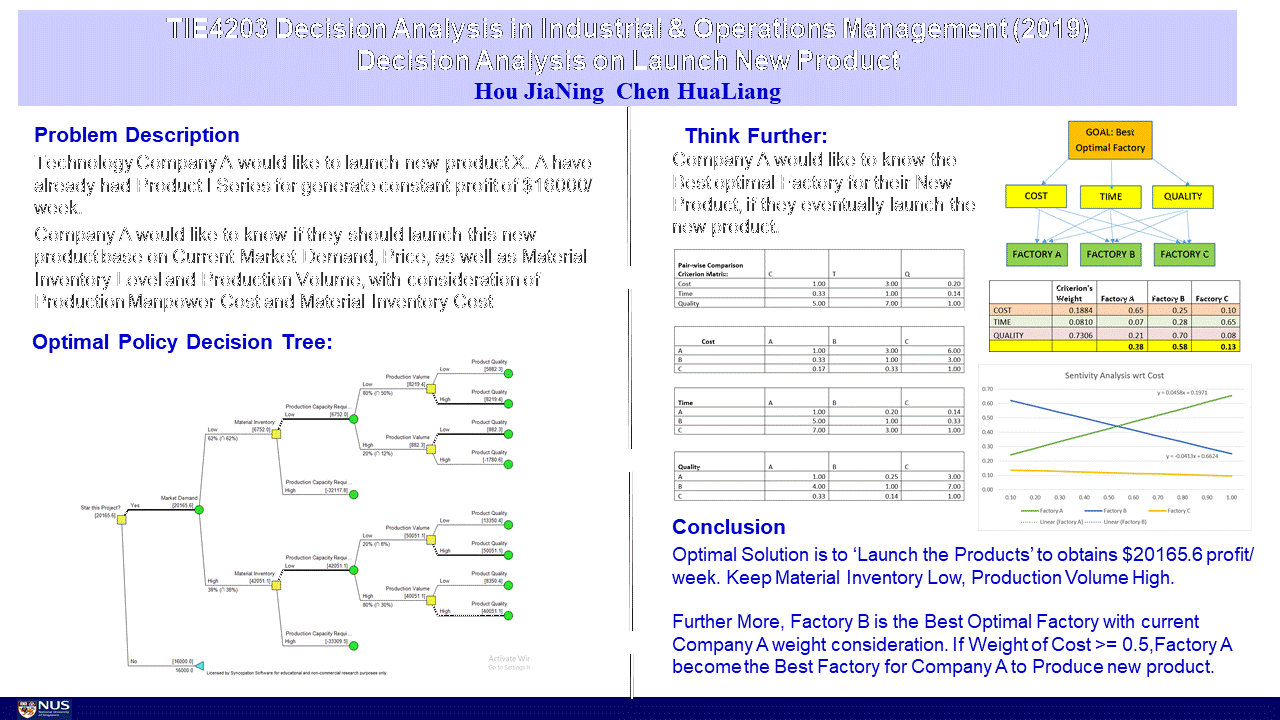 TIE4203 Decision Analysis in Industrial & Operations Management (2019)
Decision Analysis on Launch New Product
Hou JiaNing Chen HuaLiang
Problem Description
Technology Company A would like to launch new product X. A have
already had Product I Series for generate constant profit of $16000/
week.
Company A would like to know if they should launch this new
product base on Current Market Demand, Price, as well as Material
Inventory Level and Production Volume, with consideration of
Production Manpower Cost and Material Inventory Cost
Optimal Policy Decision Tree:
Product Quality
Low [5882.3]
Production Volume
Low [8219.4]
80% (∩ 50%)
Product Quality
High [8219.4]
Production Capacity Requi...
Low [6752.0]
Product Quality
Low [882.3]
Production Volume
High [882.3]
20% (∩ 12%)
Product Quality
High [-1780.6]
Material Inventory
Low [6752.0]
62% (∩ 62%)
Production Capacity Requi...
High [-32117.8]
Market Demand
Yes [20165.6]
Star this Project?
[20165.6]
Product Quality
Low [13350.4]
Production Volume
Low [50051.1]
20% (∩ 8%)
Product Quality
High [50051.1]
Production Capacity Requi...
Low [42051.1]
Product Quality
Low [8350.4]
Production Volume
High [40051.1]
80% (∩ 30%)
Product Quality
High [40051.1]
Material Inventory
High [42051.1]
38% (∩ 38%)
Production Capacity Requi...
High [-33309.5]
No [16000.0]
16000.0
Licensed by Syncopation Software for educational and non-commercial research purposes only.
Activate Wir
Go to Settings t
Think Further:
Company A would like to know the
Best optimal Factory for their New
Product, if they eventually launch the
new product.
GOAL: Best
Optimal Factory
COST TIME QUALITY
FACTORY A FACTORY B FACTORY C
Pair-wise Comparison
Criterion Matric: C T Q
Cost 1.00 3.00 0.20
Time 0.33 1.00 0.14
Quality 5.00 7.00 1.00
Cost A B C
A 1.00 3.00 6.00
B 0.33 1.00 3.00
C 0.17 0.33 1.00
Time A B C
A 1.00 0.20 0.14
B 5.00 1.00 0.33
C 7.00 3.00 1.00
Quality A B C
A 1.00 0.25 3.00
B 4.00 1.00 7.00
C 0.33 0.14 1.00
Criterion's
Weight Factory A Factory B Factory C
COST 0.1884 0.65 0.25 0.10
TIME 0.0810 0.07 0.28 0.65
QUALITY 0.7306 0.21 0.70 0.08
0.28 0.58 0.13
Sentivity Analysis wrt Cost
y = 0.0458x + 0.1971
y = -0.0413x + 0.6624
0.70
0.60
0.50
0.40
0.30
0.20
0.10
0.00
0.10 0.20 0.30 0.40 0.50 0.60 0.70 0.80 0.90 1.00
Factory A Factory B Factory C
Linear (Factory A) Linear (Factory B)
Conclusion
Optimal Solution is to ‘Launch the Products’ to obtains $20165.6 profit/
week. Keep Material Inventory Low, Production Volume High.
Further More, Factory B is the Best Optimal Factory with current
Company A weight consideration. If Weight of Cost >= 0.5,Factory A
become the Best Factory for Comany A to Produce new product.
NUS
National University
of Singapore